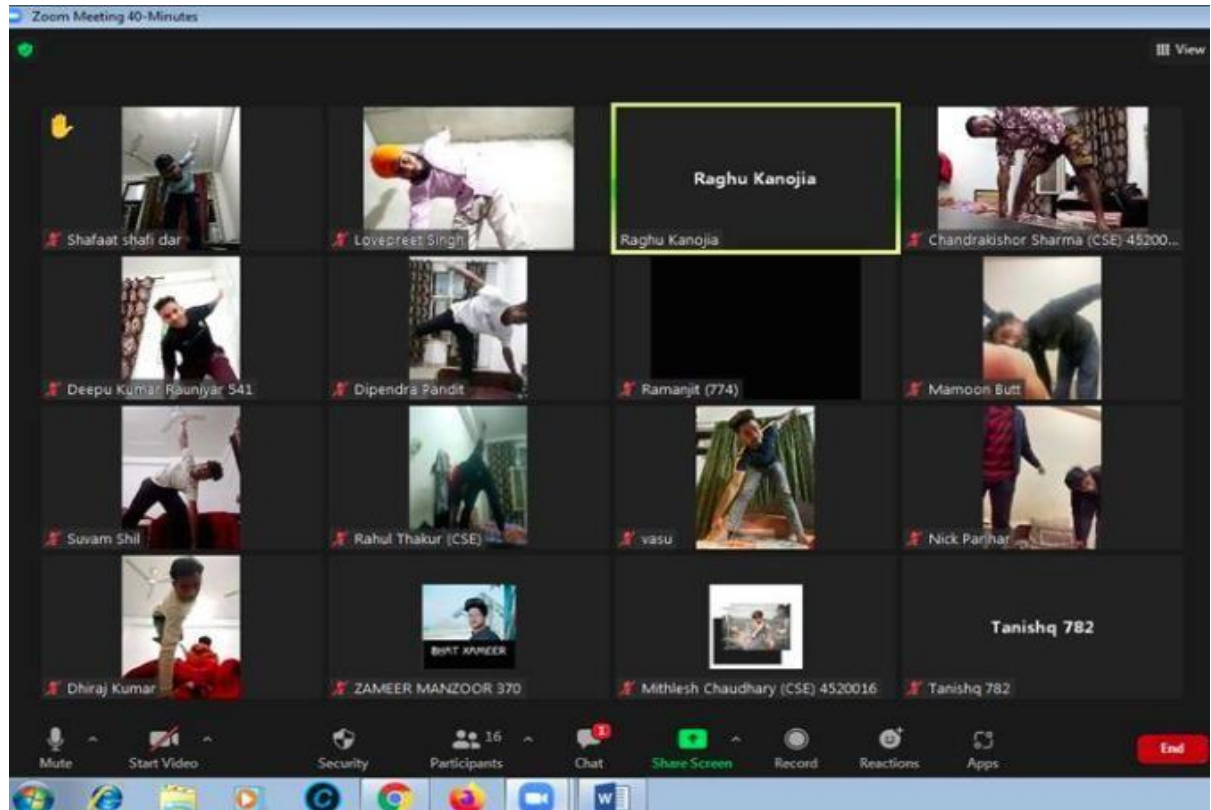 Zoom Meeting 40-Minutes
View
Shafaat shafi dar
Lovepreet Singh
Raghu Kanojia
Raghu Kanojia
Chandrakishor Sharma (CSE) 45200...
Deepu Kumar Rauniyar 541
Dipendra Pandit
Ramanjit (774)
Mamoon Butt
Suvam Shil
Rahul Thakur (CSE)
vasu
Nick Parihar
Dhiraj Kumar
BHAT XAMEER
ZAMEER MANZOOR 370
Mithlesh Chaudhary (CSE) 4520016
Tanishq 782
Tanishq 782
Mute
Start Video
Security
16
Participants
1
Chat
Share Screen
Record
Reactions
Apps
End
W